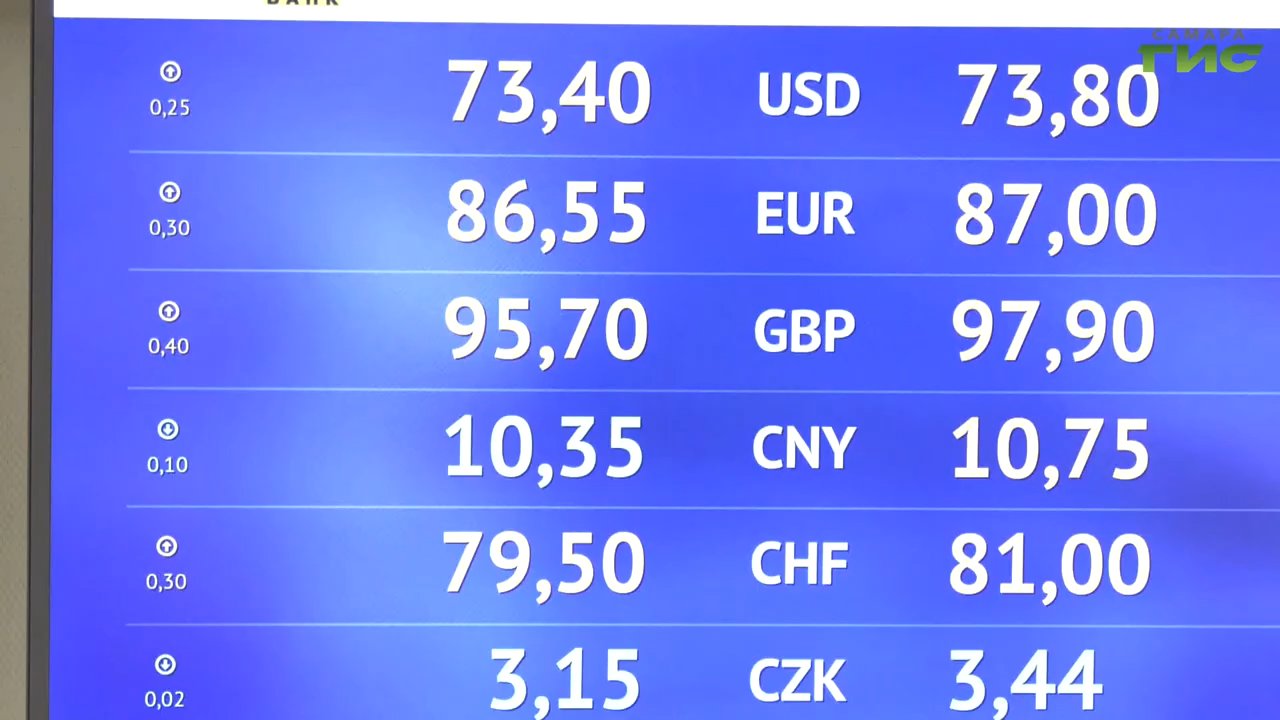 САМАРА
ГИС
0,25 73,40 USD 73,80
0,30 86,55 EUR 87,00
0,40 95,70 GBP 97,90
0,10 10,35 CNY 10,75
0,30 79,50 CHF 81,00
0,02 3,15 CZK 3,44